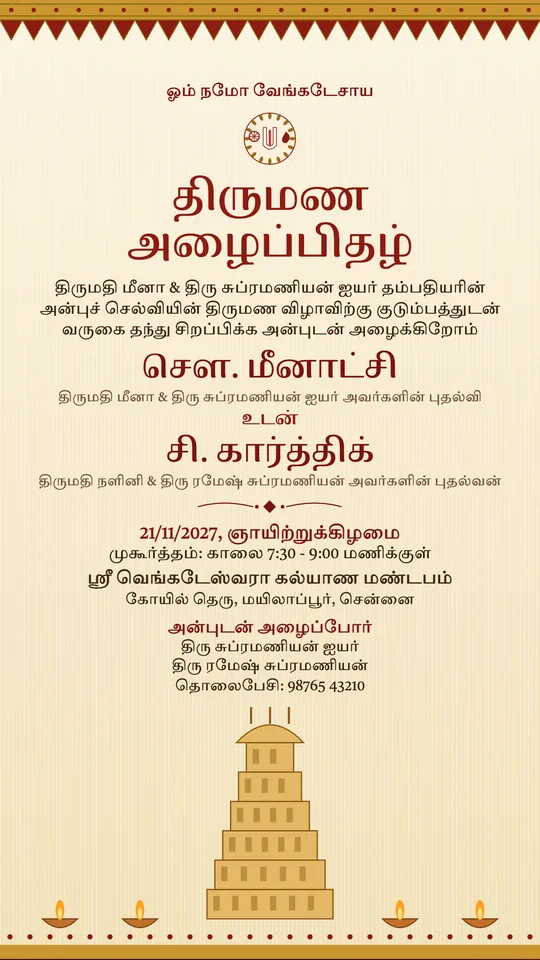 ஓம் நமோ வேங்கடேசாய
திருமண
அழைப்பிதழ்
திருமதி மீனா & திரு சுப்ரமணியன் ஐயர் தம்பதியரின்
அன்புச் செல்வியின் திருமண விழாவிற்கு குடும்பத்துடன்
வருகை தந்து சிறப்பிக்க அன்புடன் அழைக்கிறோம்
சௌ. மீனாட்சி
திருமதி மீனா & திரு சுப்ரமணியன் ஐயர் அவர்களின் புதல்வி
உடன்
சி. கார்த்திக்
திருமதி நளினி & திரு ரமேஷ் சுப்ரமணியன் அவர்களின் புதல்வன்
21/11/2027, ஞாயிற்றுக்கிழமை
முகூர்த்தம்: காலை 7:30 - 9:00 மணிக்குள்
ஸ்ரீ வெங்கடேஸ்வரா கல்யாண மண்டபம்
கோயில் தெரு, மயிலாப்பூர், சென்னை
அன்புடன் அழைப்போர்
திரு சுப்ரமணியன் ஐயர்
திரு ரமேஷ் சுப்ரமணியன்
தொலைபேசி: 98765 43210